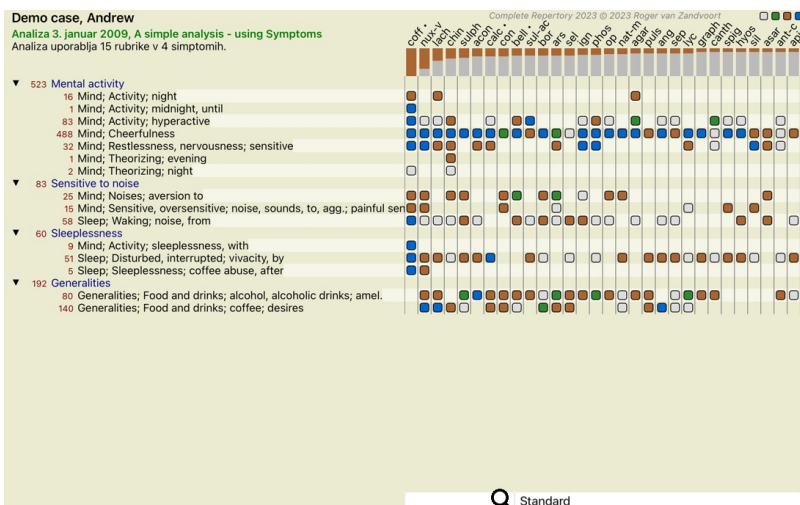 Demo case, Andrew
Complete Repertory 2023 © 2023 Roger van Zandvoort
Analiza 3. januar 2009, A simple analysis - using Symptoms
Analiza uporablja 15 rubrike v 4 simptomih.
coff • nux-v lach • chin sulph acon calc • con bell • sul-ac bor ars • sel ign phos op nat-m agar puls ang sep lyc graph canth spig hyos sil asar ant-c
523 Mental activity
16 Mind; Activity; night
1 Mind; Activity; midnight, until
83 Mind; Activity; hyperactive
488 Mind; Cheerfulness
32 Mind; Restlessness, nervousness; sensitive
1 Mind; Theorizing; evening
2 Mind; Theorizing; night
83 Sensitive to noise
25 Mind; Noises; aversion to
15 Mind; Sensitive, oversensitive; noise, sounds, to, agg.; painful sen
58 Sleep; Waking; noise, from
60 Sleeplessness
9 Mind; Activity; sleeplessness, with
51 Sleep; Disturbed, interrupted; vivacity, by
5 Sleep; Sleeplessness; coffee abuse, after
192 Generalities
80 Generalities; Food and drinks; alcohol, alcoholic drinks; amel.
140 Generalities; Food and drinks; coffee; desires
Standard